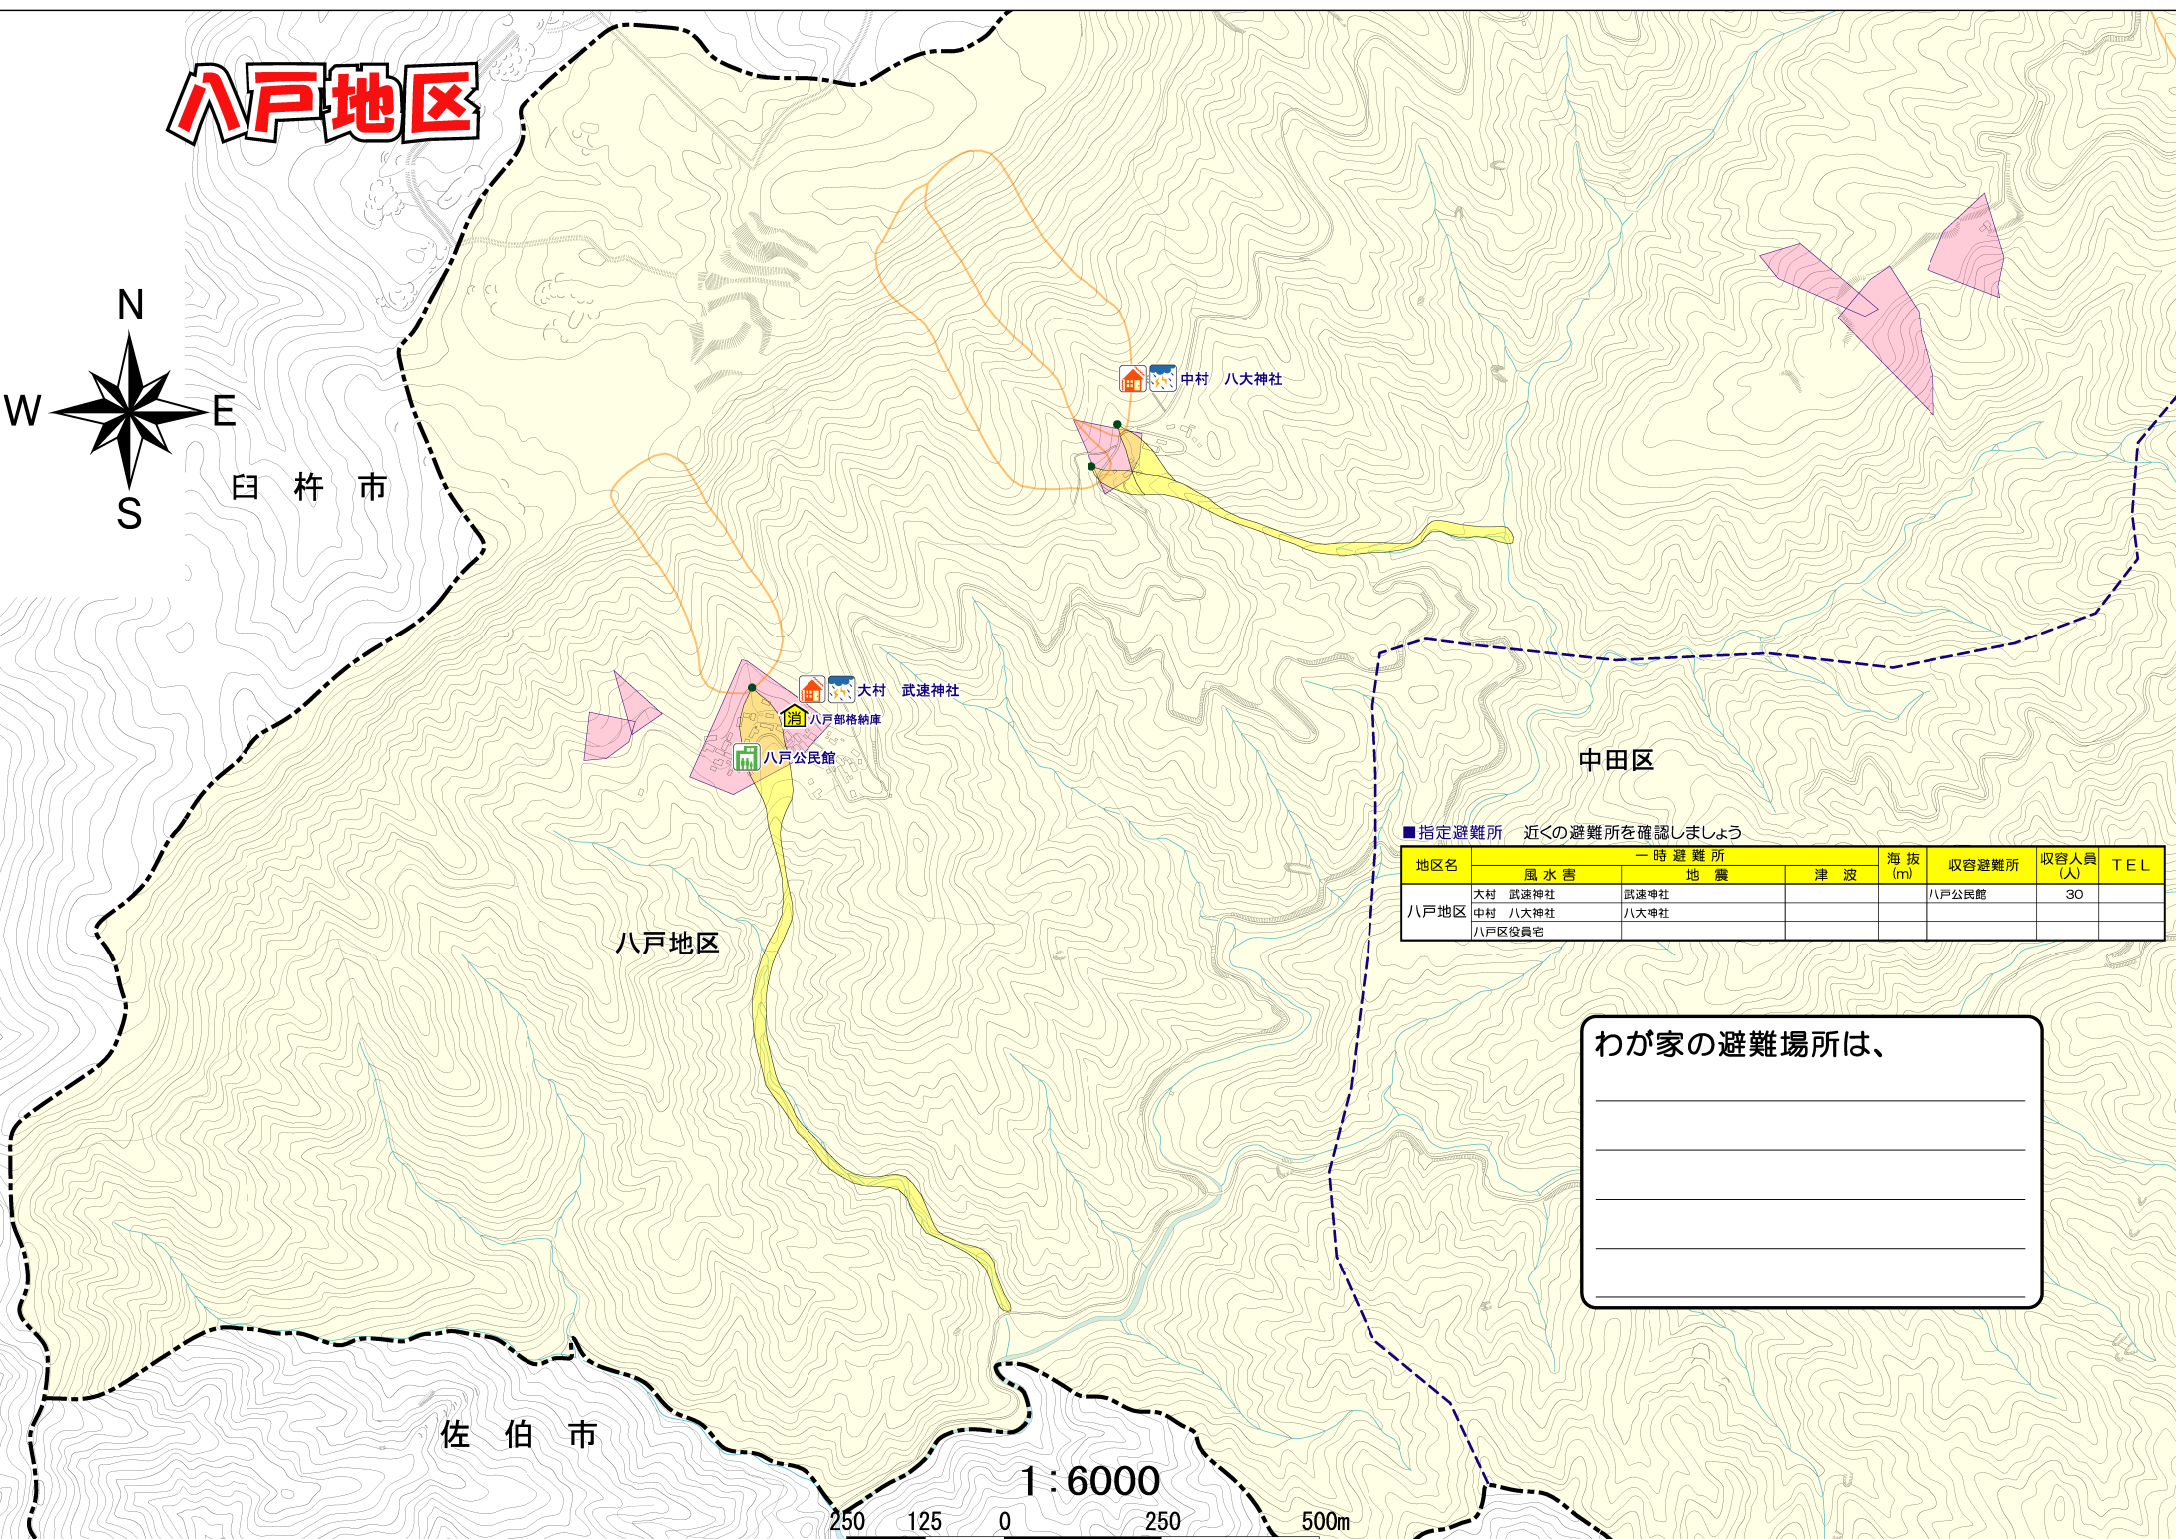 八戸地区
N
W E
S
臼杵市
中村　八大神社
大村　武速神社
消 八戸部格納庫
八戸公民館
中田区
■指定避難所　近くの避難所を確認しましょう
地区名 一時避難所 海抜(m) 収容避難所 収容人員(人) TEL
風水害 地震 津波
八戸地区
大村　武速神社 武速神社 八戸公民館 30
中村　八大神社 八大神社
八戸区役員宅
八戸地区
わが家の避難場所は、
佐伯市
1：6000
250 125 0 250 500m